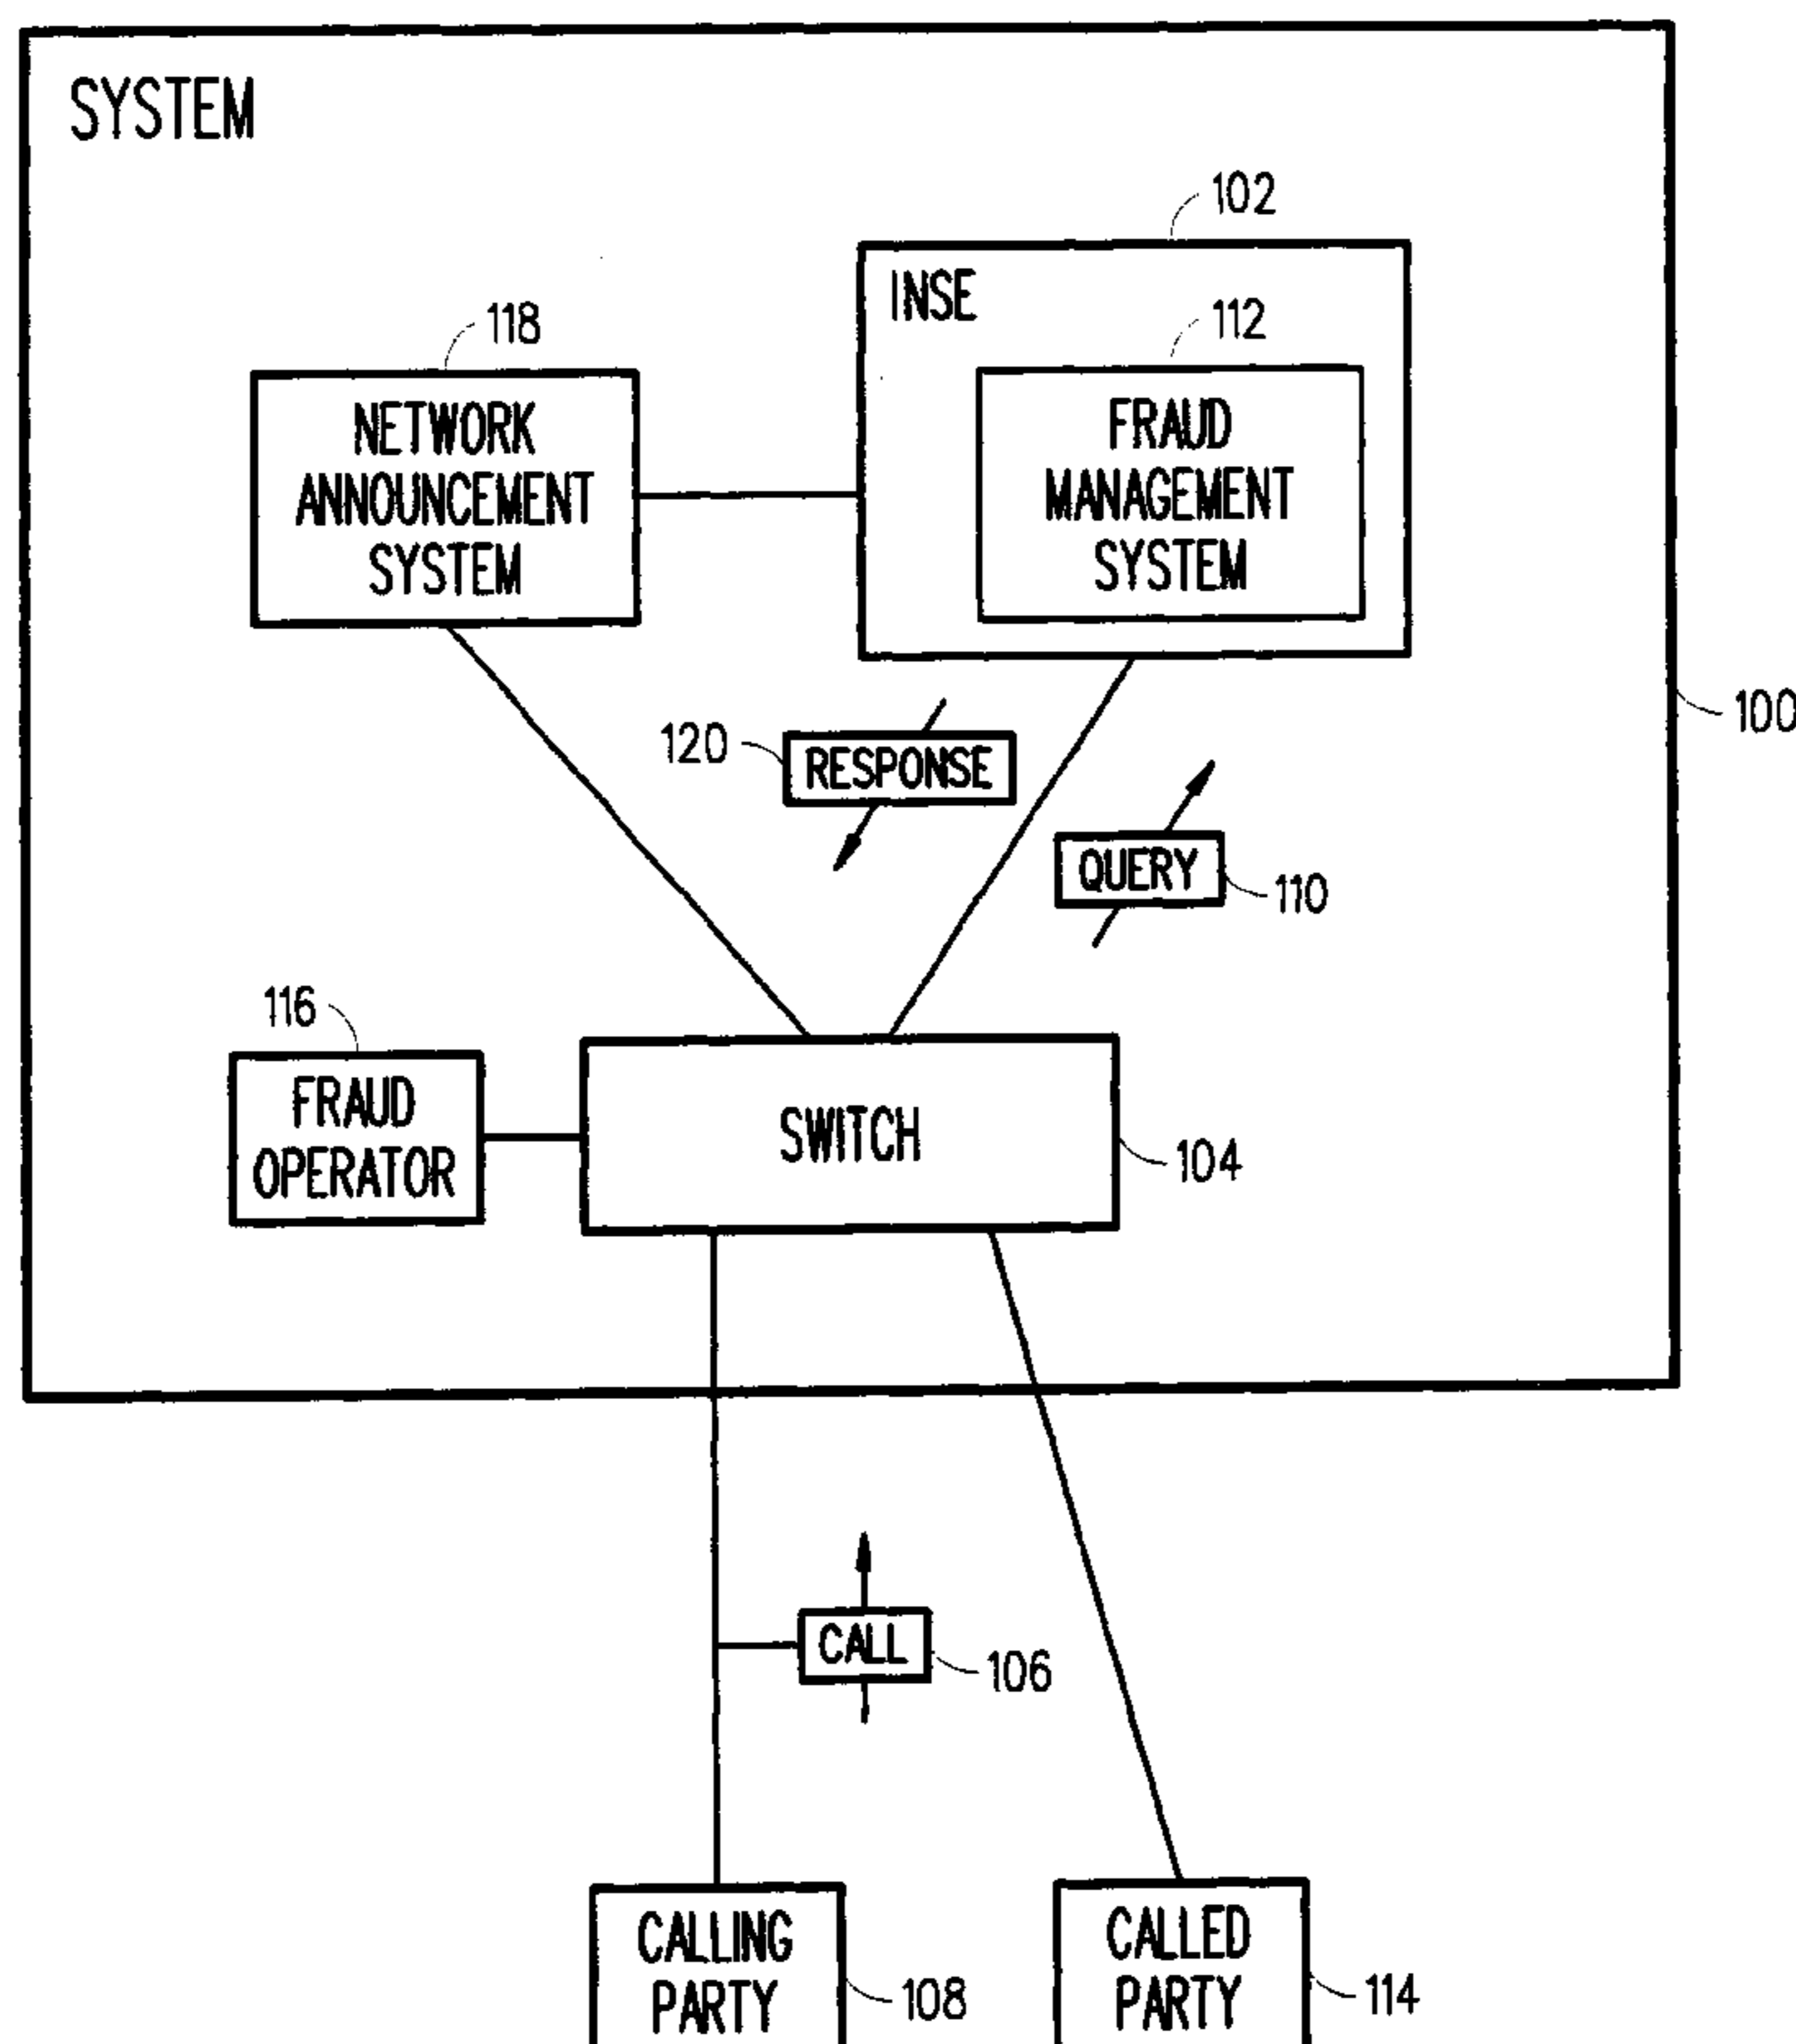 SYSTEM
102
INSE
118
112
NETWORK
ANNOUNCEMENT
SYSTEM
FRAUD
MANAGEMENT
SYSTEM
100
120
RESPONSE
QUERY
110
116
FRAUD
OPERATOR
SWITCH
104
CALL
106
CALLING
PARTY
108
CALLED
PARTY
114